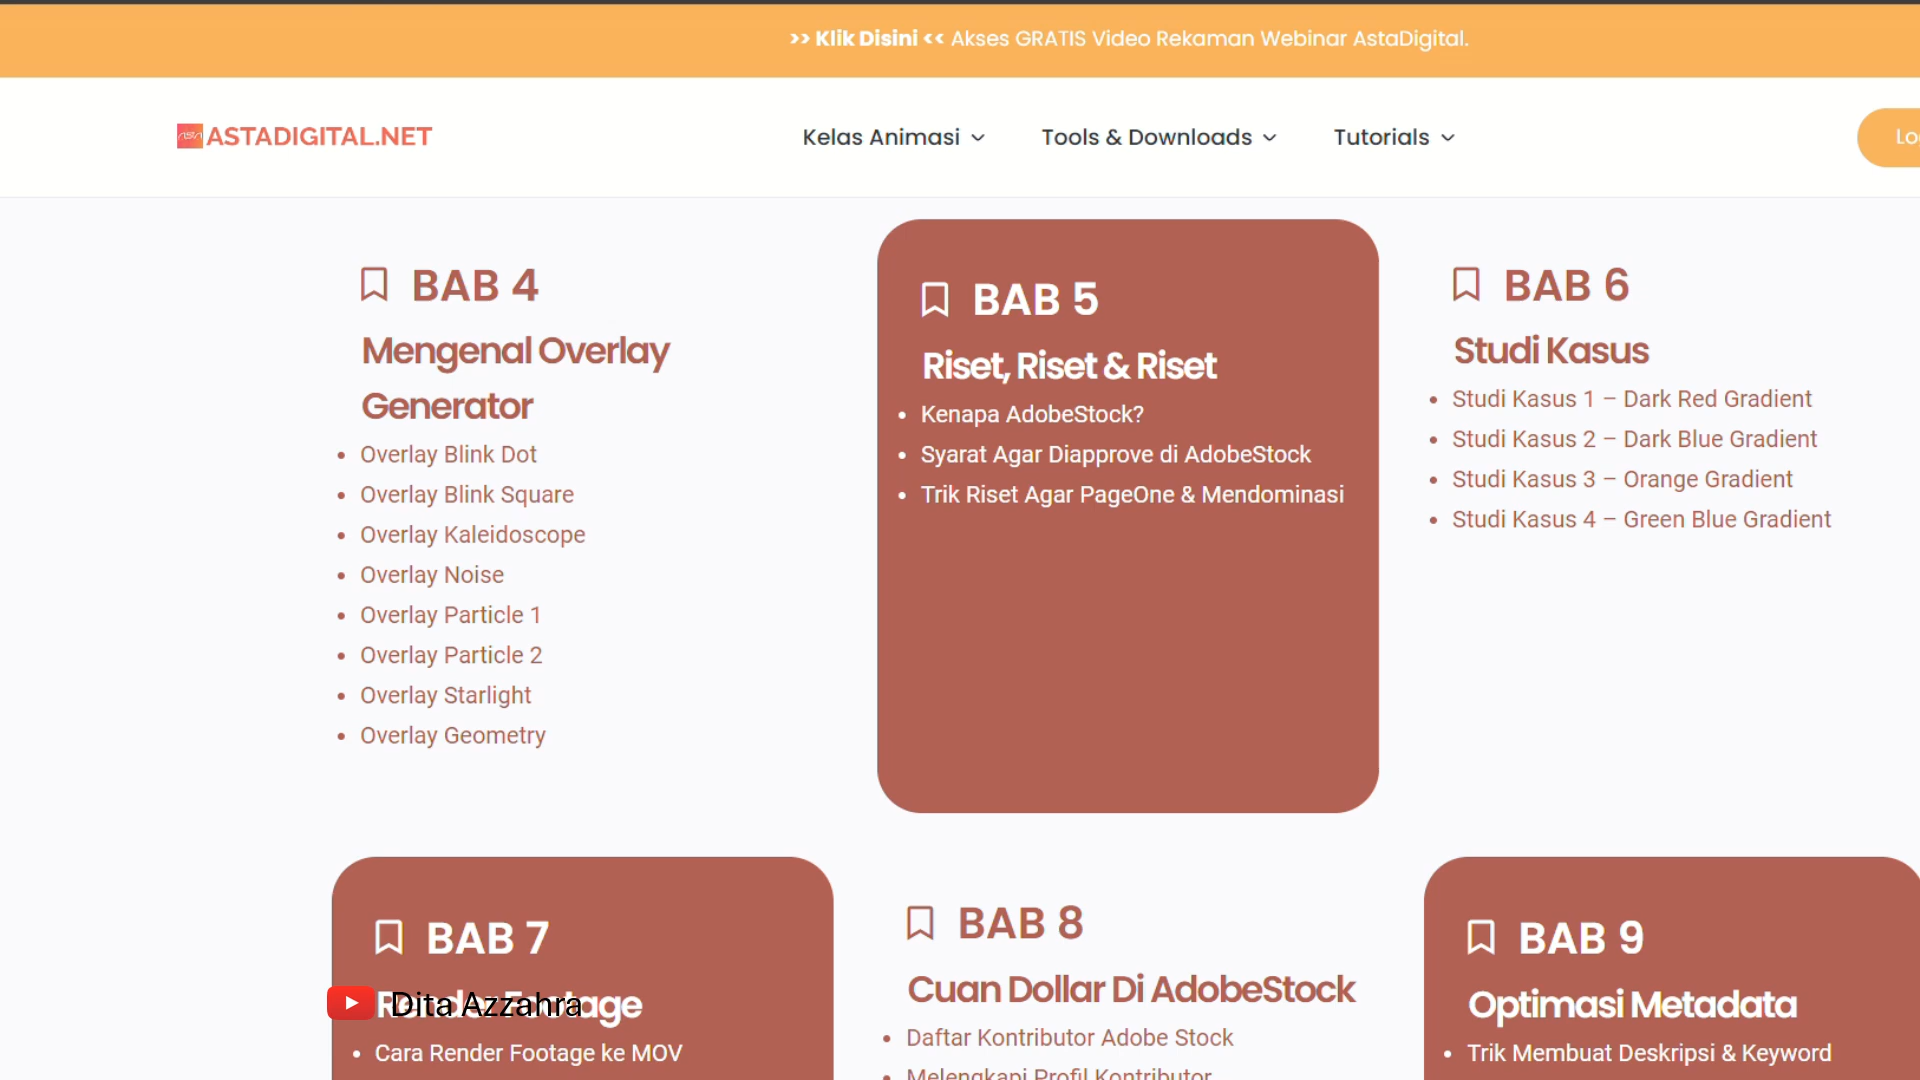 >> Klik Disini << Akses GRATIS Video Rekaman Webinar AstaDigital.
ASTADIGITAL.NET
Kelas Animasi
Tools & Downloads
Tutorials
BAB 4
Mengenal Overlay
Generator
Overlay Blink Dot
Overlay Blink Square
Overlay Kaleidoscope
Overlay Noise
Overlay Particle 1
Overlay Particle 2
Overlay Starlight
Overlay Geometry
BAB 5
Riset, Riset & Riset
Kenapa AdobeStock?
Syarat Agar Diapprove di AdobeStock
Trik Riset Agar PageOne & Mendominasi
BAB 6
Studi Kasus
Studi Kasus 1 – Dark Red Gradient
Studi Kasus 2 – Dark Blue Gradient
Studi Kasus 3 – Orange Gradient
Studi Kasus 4 – Green Blue Gradient
BAB 7
Render Footage
Dita Azzahra
Cara Render Footage ke MOV
BAB 8
Cuan Dollar Di AdobeStock
Daftar Kontributor Adobe Stock
Melengkapi Profil Kontributor
BAB 9
Optimasi Metadata
Trik Membuat Deskripsi & Keyword